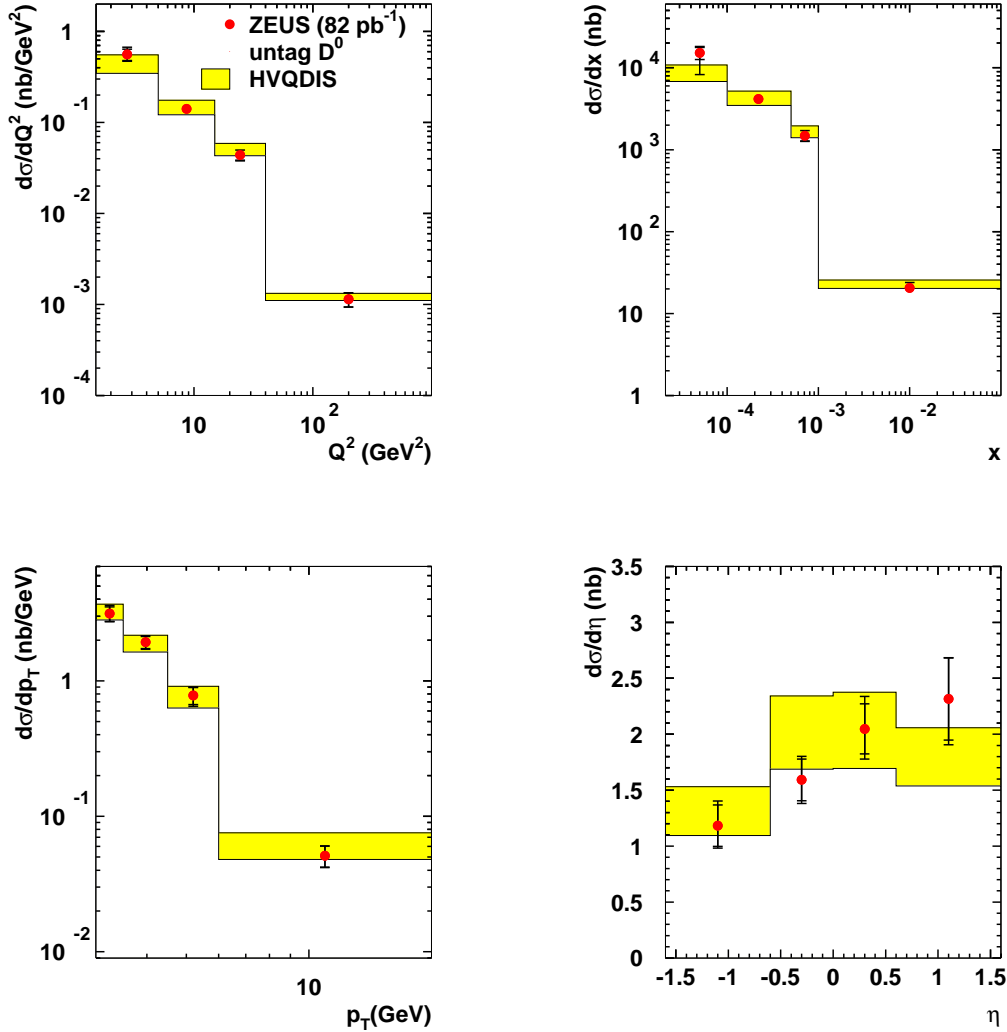 ZEUS (82 pb⁻¹)
untag D⁰
HVQDIS
dσ/dQ² (nb/GeV²)
1
10⁻¹
10⁻²
10⁻³
10⁻⁴
10
10²
Q² (GeV²)
dσ/dx (nb)
10⁴
10³
10²
10
1
10⁻⁴
10⁻³
10⁻²
x
dσ/dp_T (nb/GeV)
1
10⁻¹
10⁻²
10
p_T(GeV)
dσ/dη (nb)
3.5
3
2.5
2
1.5
1
0.5
0
-1.5 -1 -0.5 0 0.5 1 1.5
η